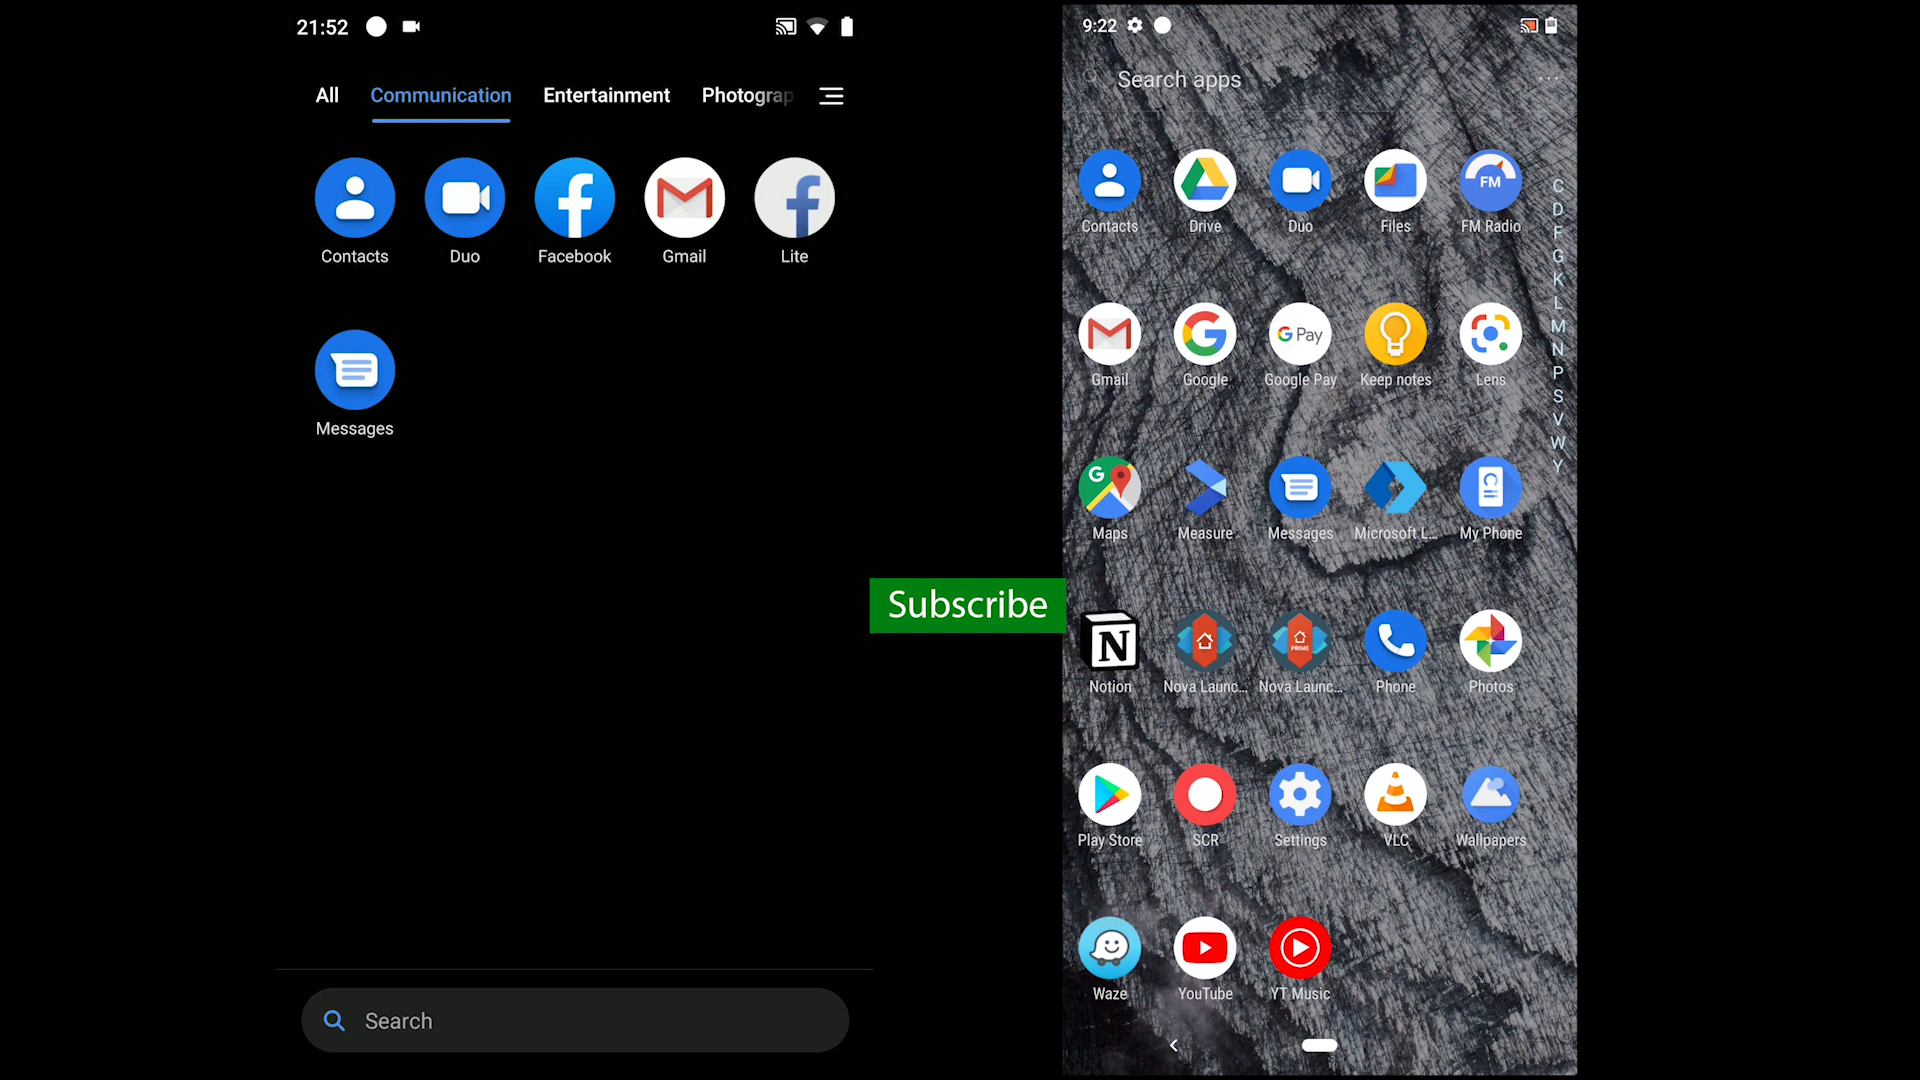 21:52
All Communication Entertainment Photograp
Contacts Duo Facebook Gmail Lite
Messages
Search
Subscribe
9:22
Search apps
Contacts Drive Duo Files FM Radio
FM
Gmail Google Google Pay Keep notes Lens
G Pay
Maps Measure Messages Microsoft L... My Phone
G
Notion Nova Launc... Nova Launc... Phone Photos
N
PRIME
Play Store SCR Settings VLC Wallpapers
Waze YouTube YT Music
C
D
F
G
K
L
M
N
P
S
V
W
Y